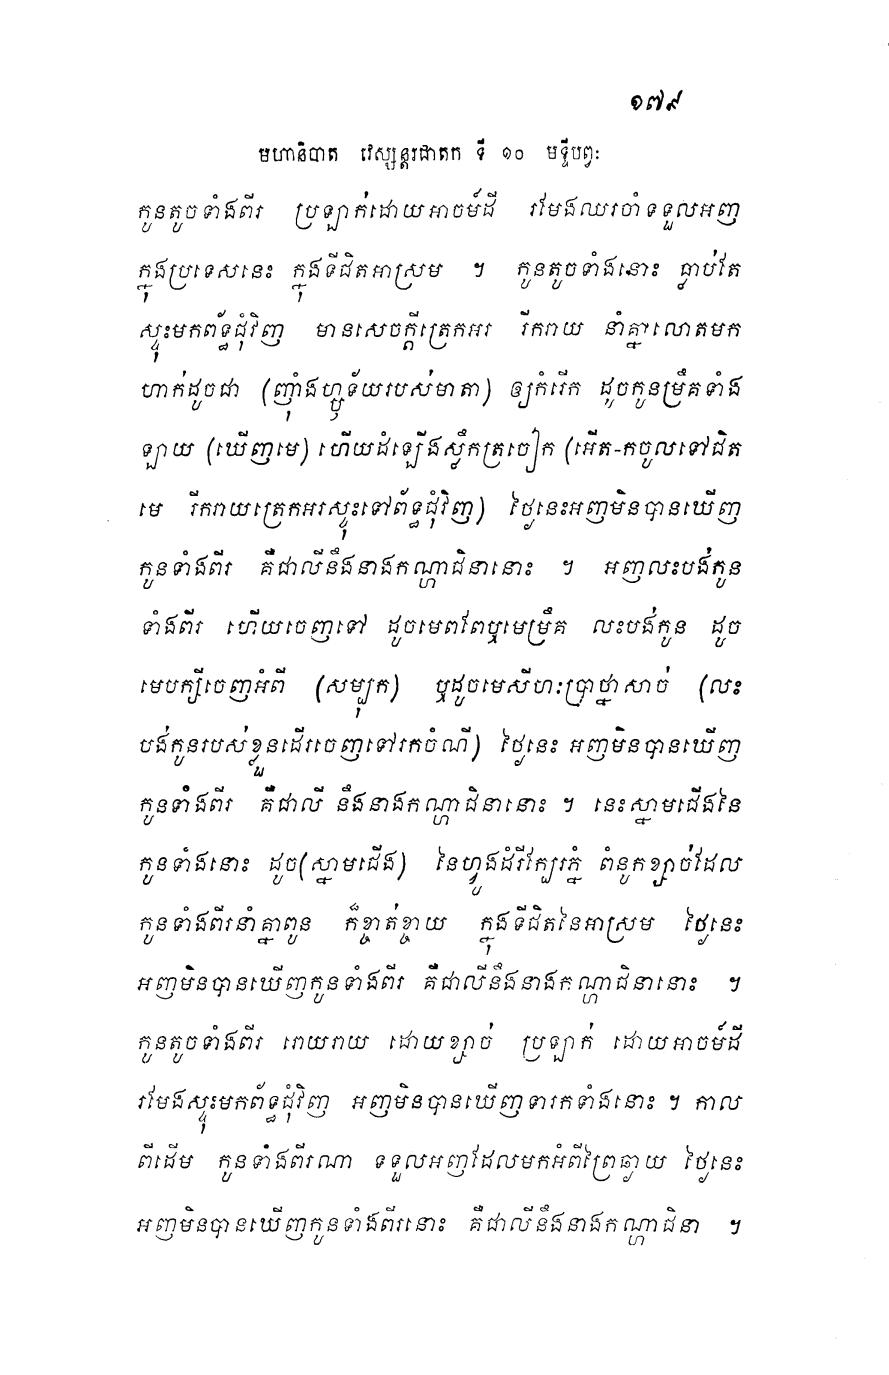 ១៧៩
មហានិបាត វេស្សន្តរជាតក ទី ១០ មទ្ទីបព្វៈ
កូនតូចទាំងពីរ ប្រឡាក់ដោយអាចម៍ដី រមែងឈរចាំទទួលអញ
ក្នុងប្រទេសនេះ ក្នុងទីជិតអាស្រម ។ កូនតូចទាំងនោះ ធ្លាប់តែ
ស្ទុះមកព័ទ្ធជុំវិញ មានសេចក្តីត្រេកអរ រីករាយ នាំគ្នាលោតមក
ហាក់ដូចជា (ញ៉ាំងហ្ឫទ័យរបស់មាតា) ឲ្យកំរើក ដូចកូនម្រឹគទាំង
ឡាយ (ឃើញមេ) ហើយដំឡើងស្លឹកត្រចៀក (អើត-កចូលទៅជិត
មេ រីករាយត្រេកអរស្ទុះទៅព័ទ្ធជុំវិញ) ថ្ងៃនេះអញមិនបានឃើញ
កូនទាំងពីរ គឺជាលីនឹងនាងកណ្ហាជិនានោះ ។ អញលះបង់កូន
ទាំងពីរ ហើយចេញទៅ ដូចមេពពែឬមេម្រឹគ លះបង់កូន ដូច
មេបក្សីចេញអំពី (សម្បុក) ឬដូចមេសីហៈប្រាថ្នាសាច់ (លះ
បង់កូនរបស់ខ្លួនដើរចេញទៅរកចំណី) ថ្ងៃនេះ អញមិនបានឃើញ
កូនទាំងពីរ គឺជាលី នឹងនាងកណ្ហាជិនានោះ ។ នេះស្នាមជើងនៃ
កូនទាំងនោះ ដូច(ស្នាមជើង) នៃហ្វូងដំរីក្បែរភ្នំ ពំនូកខ្សាច់ដែល
កូនទាំងពីរនាំគ្នាពូន ក៏ខ្ចាត់ខ្ចាយ ក្នុងទីជិតនៃអាស្រម ថ្ងៃនេះ
អញមិនបានឃើញកូនទាំងពីរ គឺជាលីនឹងនាងកណ្ហាជិនានោះ ។
កូនតូចទាំងពីរ រោយរាយ ដោយខ្សាច់ ប្រឡាក់ ដោយអាចម៍ដី
រមែងស្ទុះមកព័ទ្ធជុំវិញ អញមិនបានឃើញទារកទាំងនោះ ។ កាល
ពីដើម កូនទាំងពីរណា ទទួលអញដែលមកអំពីព្រៃឆ្ងាយ ថ្ងៃនេះ
អញមិនបានឃើញកូនទាំងពីរនោះ គឺជាលីនឹងនាងកណ្ហាជិនា ។